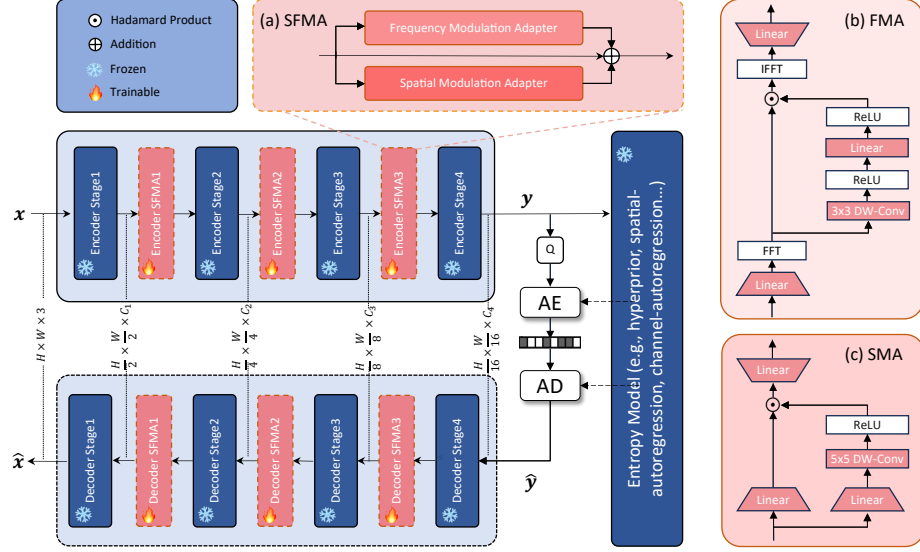 Hadamard Product
Addition
Frozen
Trainable
(a) SFMA
Frequency Modulation Adapter
Spatial Modulation Adapter
x
Encoder Stage1
Encoder SFMA1
Encoder Stage2
Encoder SFMA2
Encoder Stage3
Encoder SFMA3
Encoder Stage4
y
Q
AE
AD
Entropy Model (e.g., hyperprior, spatial-
autoregression, channel-autoregression...)
H × W × 3
H/2 × W/2 × C₁
H/4 × W/4 × C₂
H/8 × W/8 × C₃
H/16 × W/16 × C₄
x̂
Decoder Stage1
Decoder SFMA1
Decoder Stage2
Decoder SFMA2
Decoder Stage3
Decoder SFMA3
Decoder Stage4
ŷ
(b) FMA
Linear
IFFT
ReLU
Linear
ReLU
3x3 DW-Conv
FFT
Linear
(c) SMA
Linear
ReLU
5x5 DW-Conv
Linear
Linear